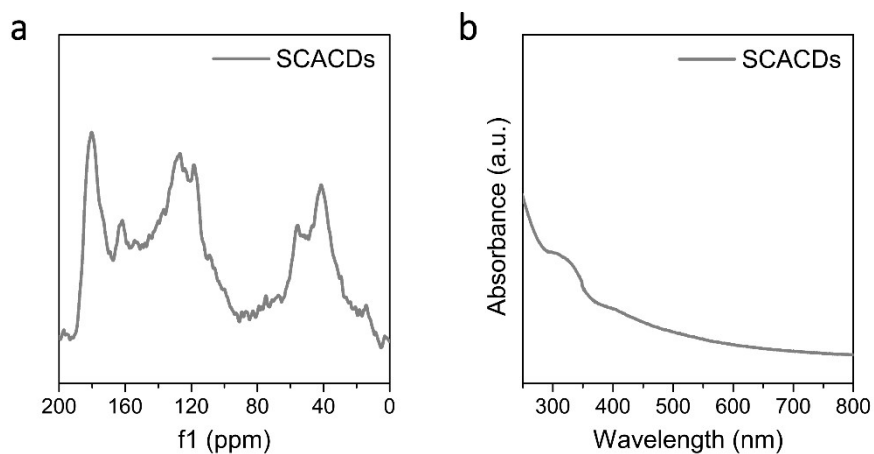 a
SCACDs
200 160 120 80 40 0
f1 (ppm)
b
SCACDs
Absorbance (a.u.)
300 400 500 600 700 800
Wavelength (nm)